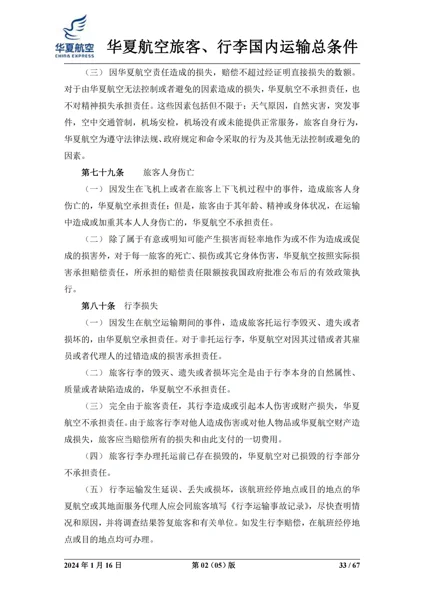 华夏航空
CHINA EXPRESS
华夏航空旅客、行李国内运输总条件
（三） 因华夏航空责任造成的损失，赔偿不超过经证明直接损失的数额。
对于由华夏航空无法控制或者避免的因素造成的损失，华夏航空不承担责任，也
不对精神损失承担责任。这些因素包括但不限于：天气原因，自然灾害，突发事
件，空中交通管制，机场安检，机场没有或未能提供正常服务，旅客自身行为，
华夏航空为遵守法律法规、政府规定和命令采取的行为及其他无法控制或避免的
因素。
第七十九条 旅客人身伤亡
（一） 因发生在飞机上或者在旅客上下飞机过程中的事件，造成旅客人身
伤亡的，华夏航空承担责任；但是，旅客由于其年龄、精神或身体状况，在运输
中造成或加重其本人人身伤亡的，华夏航空不承担责任。
（二） 除了属于有意或明知可能产生损害而轻率地作为或不作为造成或促
成的损害外，对于每一旅客的死亡、损伤或其它身体伤害，华夏航空按照实际损
害承担赔偿责任，所承担的赔偿责任限额按我国政府批准公布后的有效政策执
行。
第八十条 行李损失
（一） 因发生在航空运输期间的事件，造成旅客托运行李毁灭、遗失或者
损坏的，由华夏航空承担责任。对于非托运行李，华夏航空对因其过错或者其雇
员或者代理人的过错造成的损害承担责任。
（二） 旅客行李的毁灭、遗失或者损坏完全是由于行李本身的自然属性、
质量或者缺陷造成的，华夏航空不承担责任。
（三） 完全由于旅客责任，其行李造成或引起本人伤害或财产损失，华夏
航空不承担责任。由于旅客行李对他人造成伤害或对他人物品或华夏航空财产造
成损失，旅客应当赔偿所有的损失和由此支付的一切费用。
（四） 旅客行李办理托运前已存在损毁的，华夏航空对已损毁的行李部分
不承担责任。
（五） 行李运输发生延误、丢失或损坏，该航班经停地点或目的地点的华
夏航空或其地面服务代理人应会同旅客填写《行李运输事故记录》，尽快查明情
况和原因，并将调查结果答复旅客和有关单位。如发生行李赔偿，在航班经停地
点或目的地点均可办理。
2024 年 1 月 16 日 第 02（05）版 33 / 67